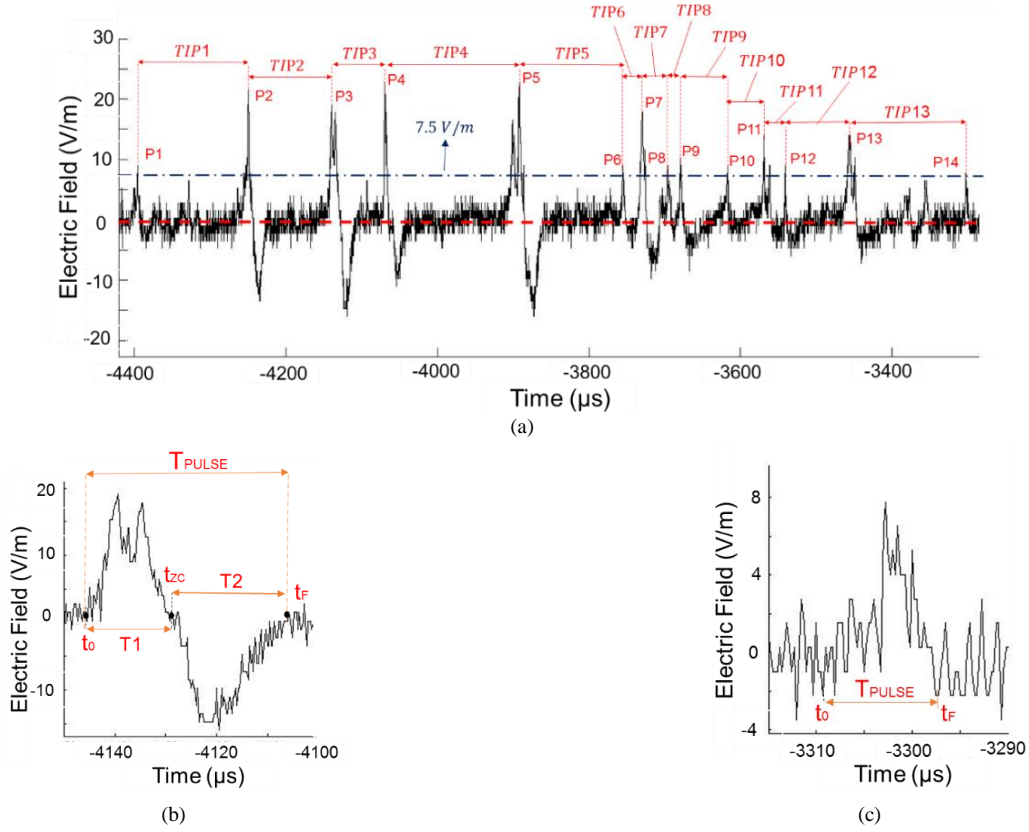 TIP6
TIP8
TIP7
TIP9
TIP1
TIP2
TIP3
TIP4
TIP5
TIP10
TIP11
TIP12
TIP13
P1
P2
P3
P4
P5
P6
P7
P8
P9
P10
P11
P12
P13
P14
7.5 V/m
Electric Field (V/m)
30
20
10
0
-10
-20
-4400
-4200
-4000
-3800
-3600
-3400
Time (µs)
(a)
TPULSE
tZC
T2
tF
t0
T1
Electric Field (V/m)
20
10
0
-10
-4140
-4120
-4100
Time (µs)
(b)
Electric Field (V/m)
8
4
0
-4
TPULSE
t0
tF
-3310
-3300
-3290
Time (µs)
(c)